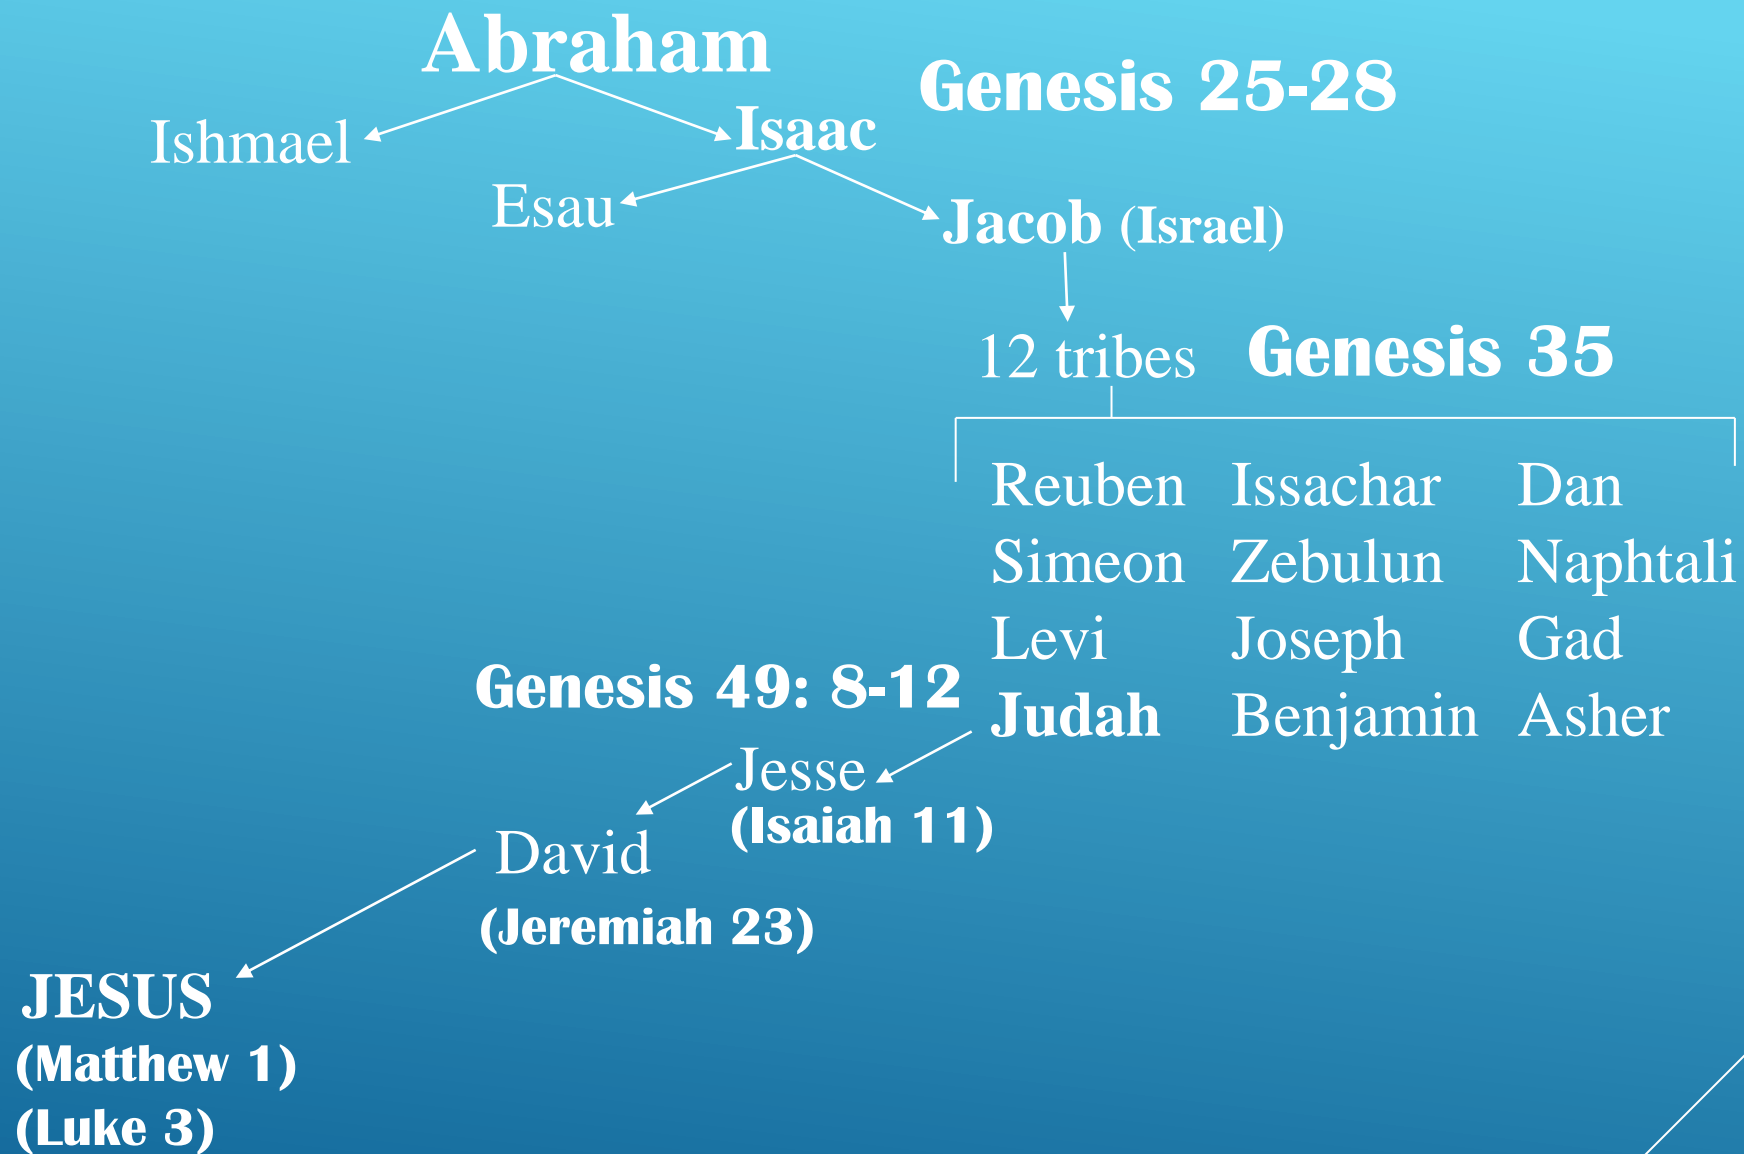 Abraham
Genesis 25-28
Ishmael
Isaac
Esau
Jacob (Israel)
12 tribes
Genesis 35
Reuben Issachar Dan
Simeon Zebulun Naphtali
Levi Joseph Gad
Genesis 49: 8-12
Judah Benjamin Asher
Jesse
(Isaiah 11)
David
(Jeremiah 23)
JESUS
(Matthew 1)
(Luke 3)